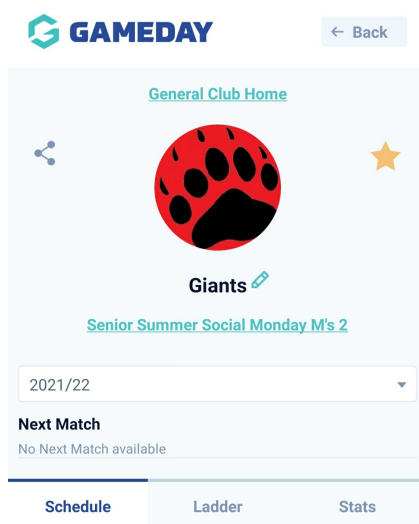 GAMEDAY
← Back
General Club Home
Giants
Senior Summer Social Monday M's 2
2021/22
Next Match
No Next Match available
Schedule Ladder Stats